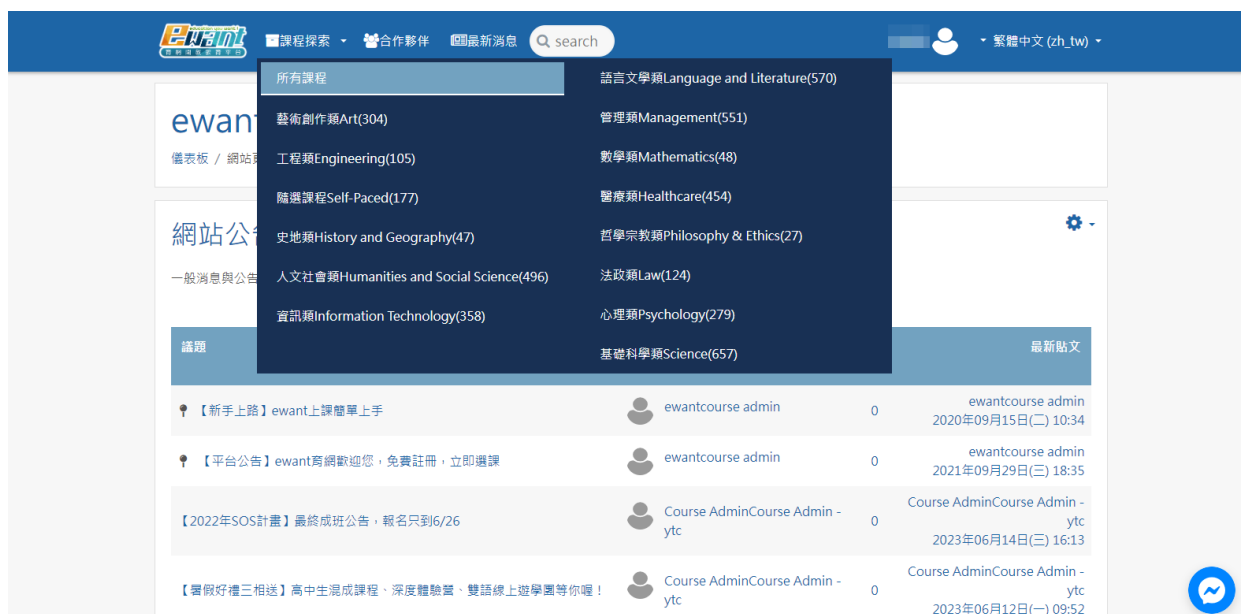 ewant
育網開放教育平台
課程探索
合作夥伴
最新消息
search
繁體中文 (zh_tw)
所有課程
藝術創作類Art(304)
工程類Engineering(105)
隨選課程Self-Paced(177)
史地類History and Geography(47)
人文社會類Humanities and Social Science(496)
資訊類Information Technology(358)
語言文學類Language and Literature(570)
管理類Management(551)
數學類Mathematics(48)
醫療類Healthcare(454)
哲學宗教類Philosophy & Ethics(27)
法政類Law(124)
心理類Psychology(279)
基礎科學類Science(657)
ewan
儀表板 / 網站
網站公
一般消息與公告
議題
最新貼文
【新手上路】ewant上課簡單上手
ewantcourse admin
0
ewantcourse admin
2020年09月15日(二) 10:34
【平台公告】ewant育網歡迎您，免費註冊，立即選課
ewantcourse admin
0
ewantcourse admin
2021年09月29日(三) 18:35
【2022年SOS計畫】最終成班公告，報名只到6/26
Course AdminCourse Admin -
ytc
0
Course AdminCourse Admin -
ytc
2023年06月14日(三) 16:13
【暑假好禮三相送】高中生混成課程、深度體驗營、雙語線上遊學團等你喔！
Course AdminCourse Admin -
ytc
0
Course AdminCourse Admin -
ytc
2023年06月12日(一) 09:52